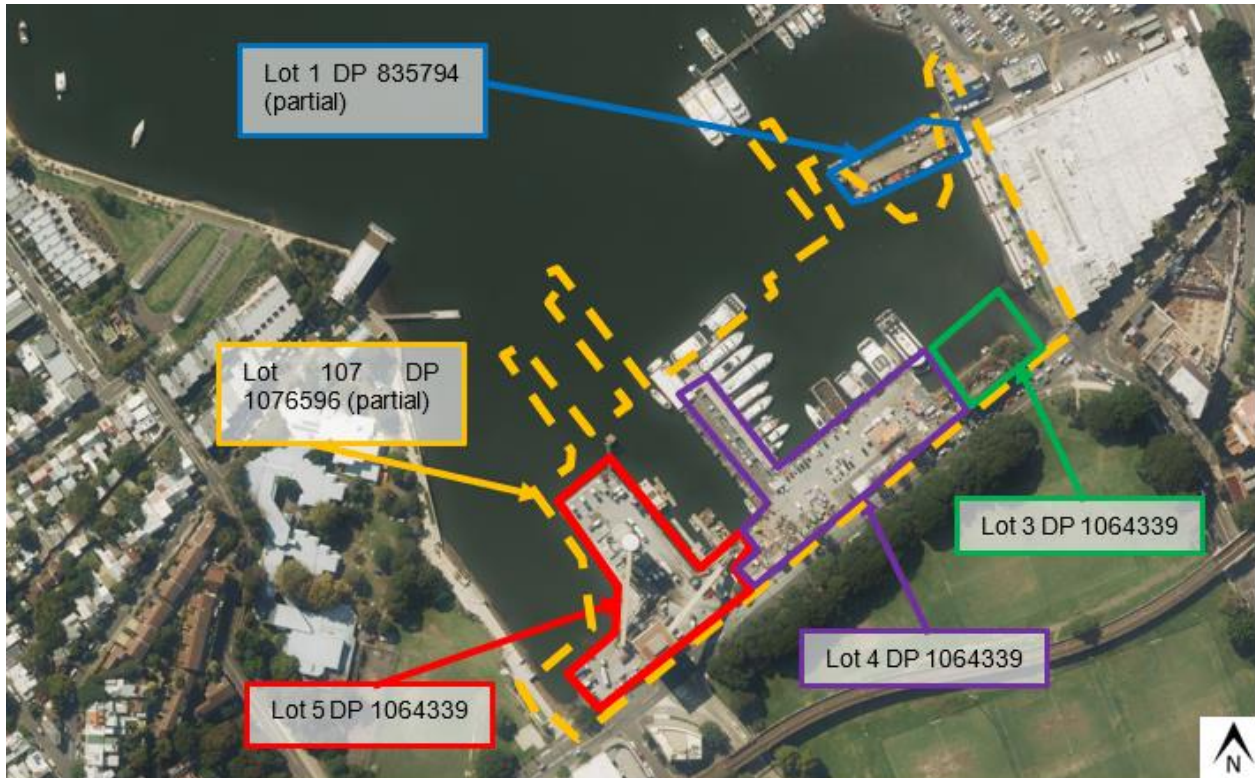 Lot 1 DP 835794
(partial)
Lot 107 DP
1076596 (partial)
Lot 3 DP 1064339
Lot 4 DP 1064339
Lot 5 DP 1064339
N